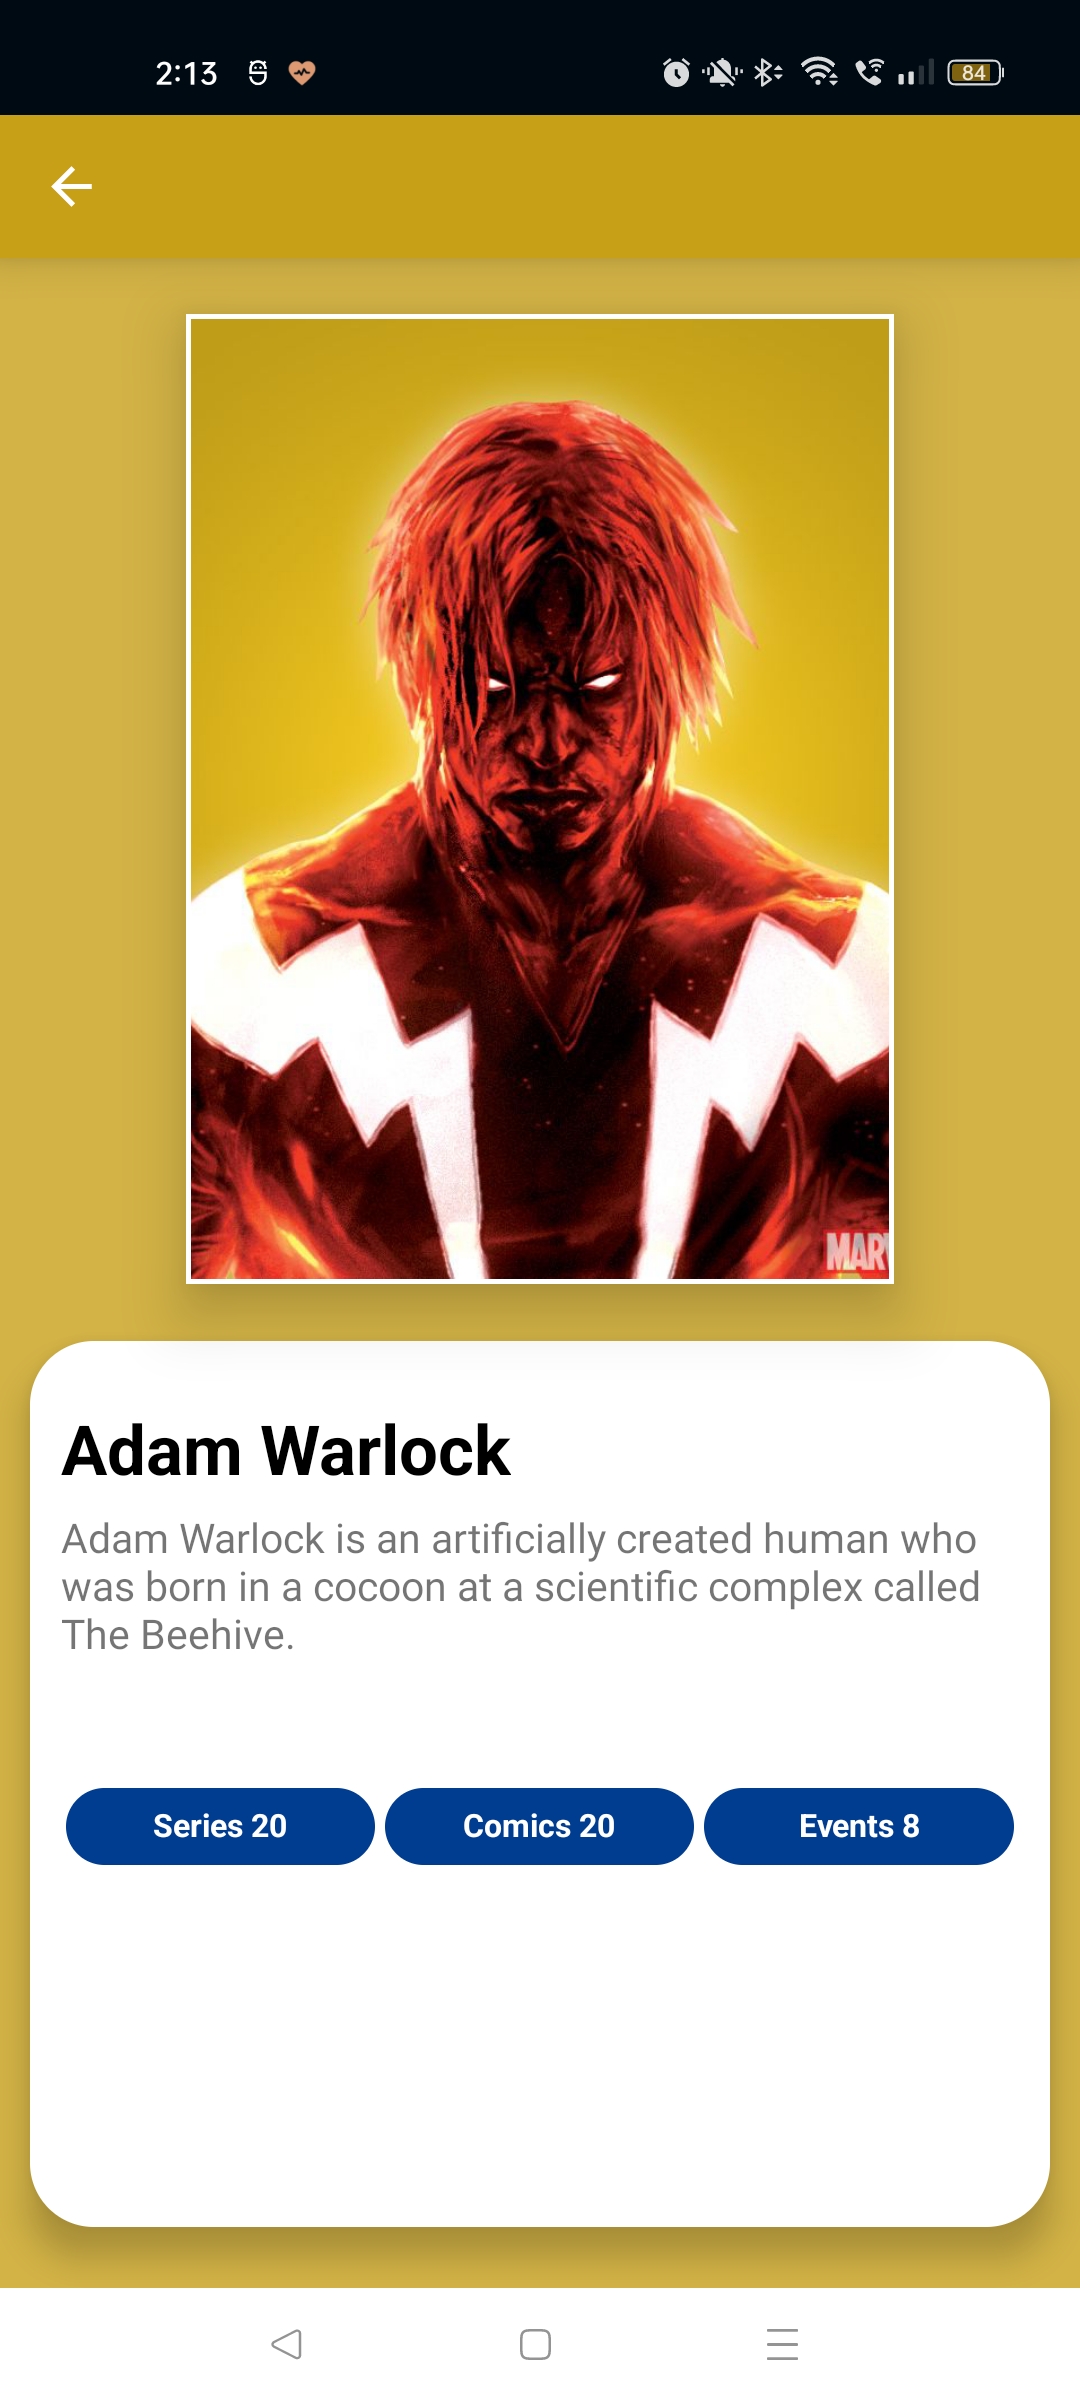 2:13
84
MARV
Adam Warlock
Adam Warlock is an artificially created human who
was born in a cocoon at a scientific complex called
The Beehive.
Series 20
Comics 20
Events 8